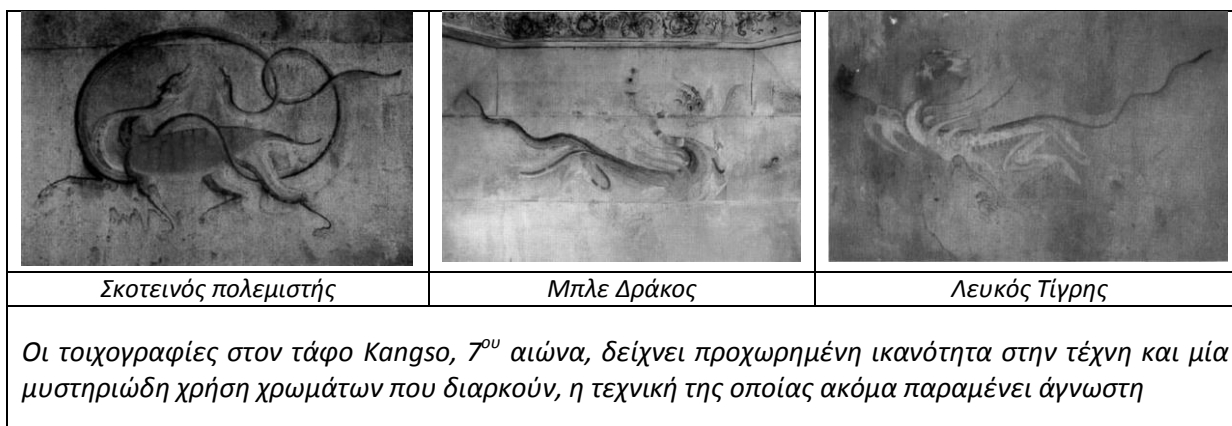 Σκοτεινός πολεμιστής
Μπλε Δράκος
Λευκός Τίγρης
Οι τοιχογραφίες στον τάφο Kangso, 7ου αιώνα, δείχνει προχωρημένη ικανότητα στην τέχνη και μία
μυστηριώδη χρήση χρωμάτων που διαρκούν, η τεχνική της οποίας ακόμα παραμένει άγνωστη